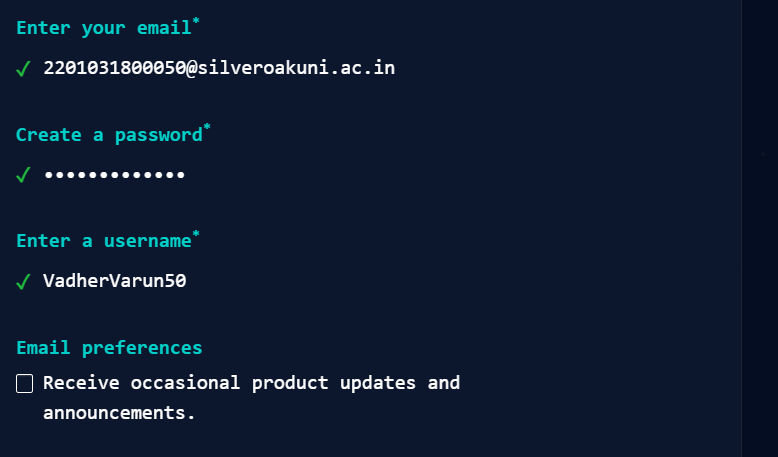 Enter your email*
✓ 2201031800050@silveroakuni.ac.in
Create a password*
✓ •••••••••••••
Enter a username*
✓ VadherVarun50
Email preferences
Receive occasional product updates and
announcements.